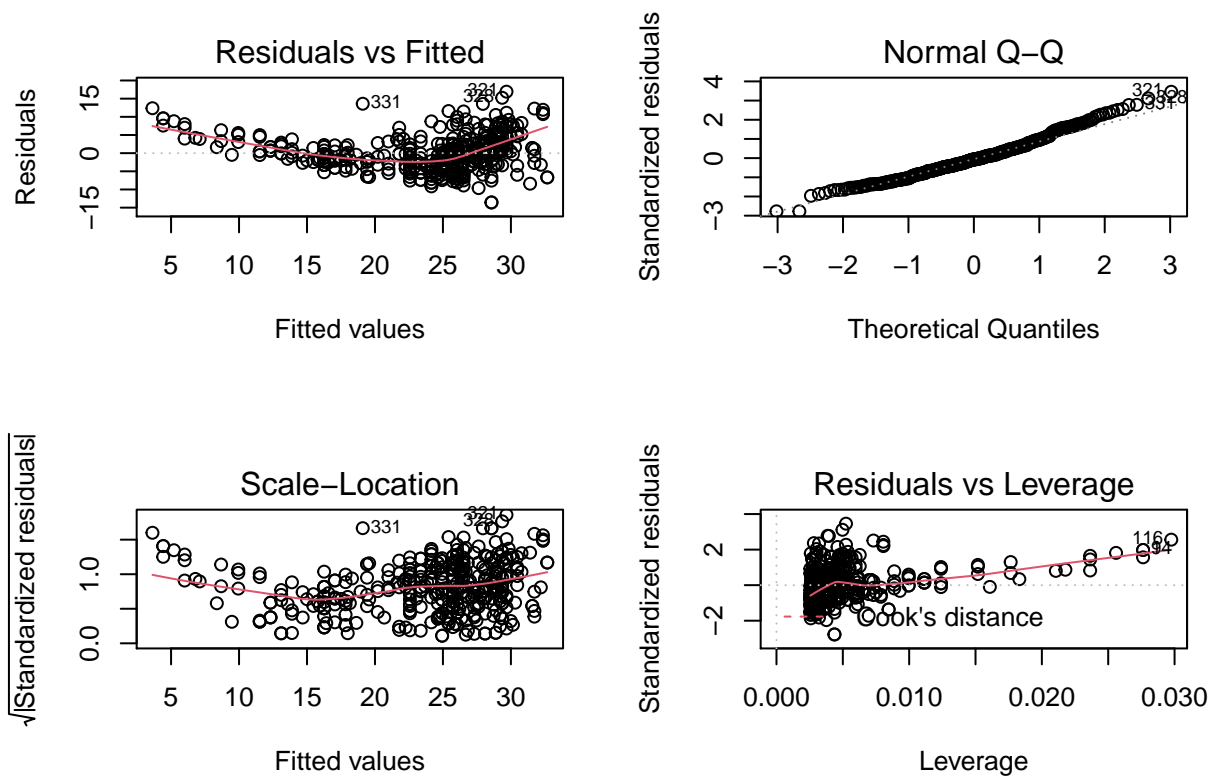 Residuals vs Fitted
Residuals
15
0
−15
331
321
5 10 15 20 25 30
Fitted values
Normal Q−Q
Standardized residuals
4
2
0
−3
321
−3 −2 −1 0 1 2 3
Theoretical Quantiles
Scale−Location
√|Standardized residuals|
1.0
0.0
331
321
5 10 15 20 25 30
Fitted values
Residuals vs Leverage
Standardized residuals
2
−2
116
94
Cook's distance
0.000 0.010 0.020 0.030
Leverage